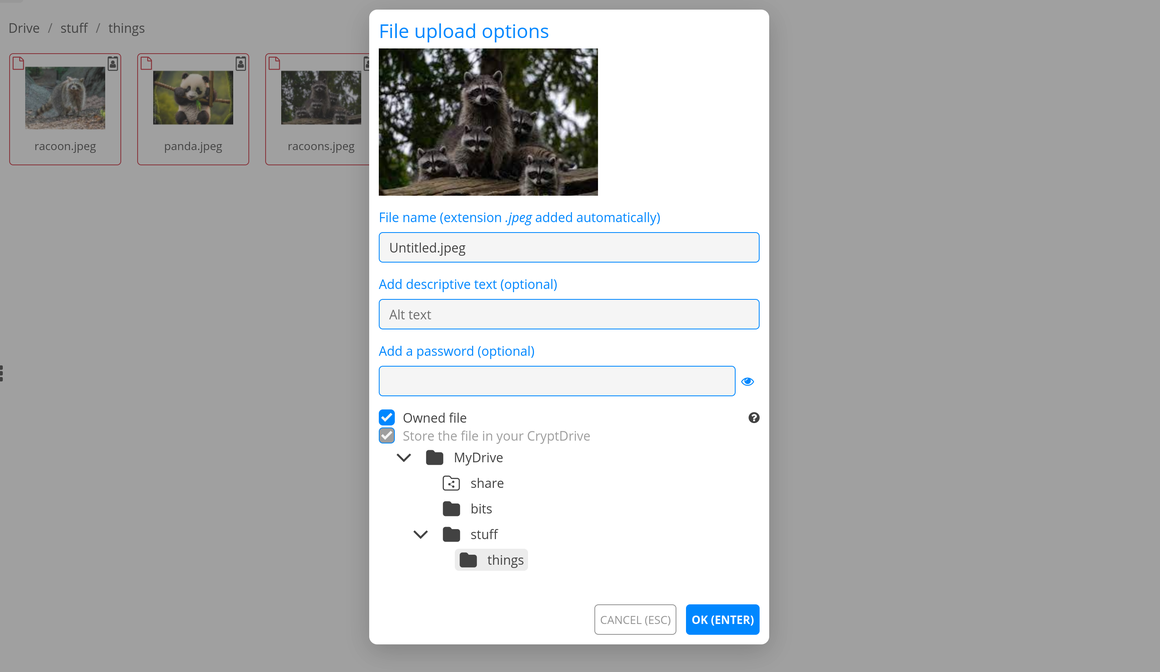 Drive / stuff / things
racoon.jpeg
panda.jpeg
racoons.jpeg
File upload options
File name (extension .jpeg added automatically)
Untitled.jpeg
Add descriptive text (optional)
Alt text
Add a password (optional)
Owned file
Store the file in your CryptDrive
MyDrive
share
bits
stuff
things
CANCEL (ESC) OK (ENTER)